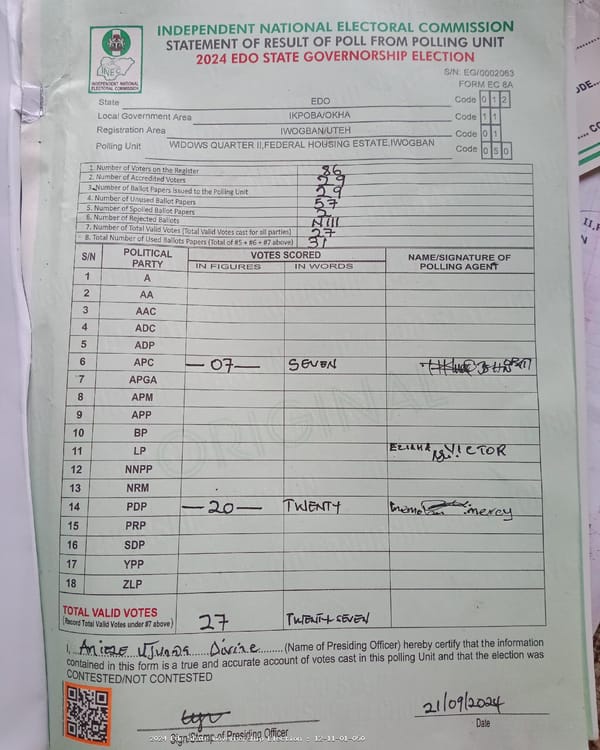 INDEPENDENT NATIONAL ELECTORAL COMMISSION
STATEMENT OF RESULT OF POLL FROM POLLING UNIT
2024 EDO STATE GOVERNORSHIP ELECTION
INEC
INDEPENDENT NATIONAL ELECTORAL COMMISSION
S/N: EG/0002063
FORM EC 8A
State EDO Code 0 1 2
Local Government Area IKPOBA/OKHA Code 1 1
Registration Area IWOGBAN/UTEH Code 0 1
Polling Unit WIDOWS QUARTER II,FEDERAL HOUSING ESTATE,IWOGBAN Code 0 5 0
1. Number of Voters on the Register 86
2. Number of Accredited Voters 29
3. Number of Ballot Papers issued to the Polling Unit 29
4. Number of Unused Ballot Papers 57
5. Number of Spoiled Ballot Papers 2
6. Number of Rejected Ballots Nill
7. Number of Total Valid Votes (Total Valid Votes cast for all parties) 27
8. Total Number of Used Ballots Papers (Total of #5 + #6 + #7 above) 31
S/N POLITICAL PARTY VOTES SCORED NAME/SIGNATURE OF POLLING AGENT
IN FIGURES IN WORDS
1 A
2 AA
3 AAC
4 ADC
5 ADP
6 APC —07— SEVEN
7 APGA
8 APM
9 APP
10 BP
11 LP VICTOR
12 NNPP
13 NRM
14 PDP —20— TWENTY mercy
15 PRP
16 SDP
17 YPP
18 ZLP
ORIGINAL
TOTAL VALID VOTES 27 TWENTY SEVEN
(Record Total Valid Votes under #7 above)
I, Divine (Name of Presiding Officer) hereby certify that the information
contained in this form is a true and accurate account of votes cast in this polling Unit and that the election was
CONTESTED/NOT CONTESTED
21/09/2024
Sign/Stamp of Presiding Officer Date